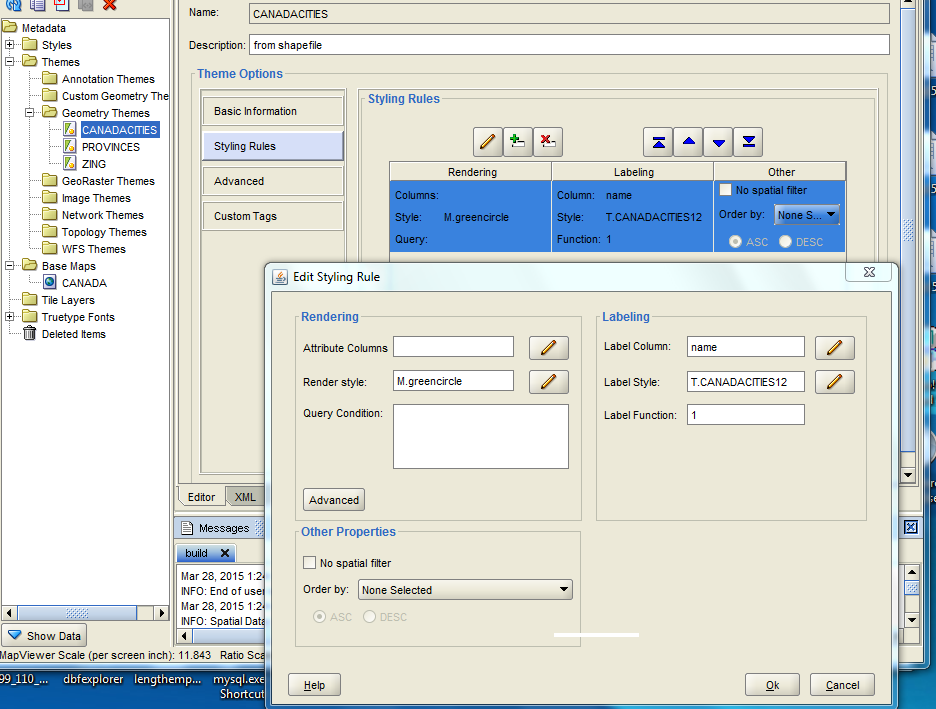 Name:
CANADACITIES
Description:
from shapefile
Metadata
Styles
Themes
Annotation Themes
Custom Geometry The
Geometry Themes
CANADACITIES
PROVINCES
ZING
GeoRaster Themes
Image Themes
Network Themes
Topology Themes
WFS Themes
Base Maps
CANADA
Tile Layers
Truetype Fonts
Deleted Items
Show Data
Theme Options
Basic Information
Styling Rules
Advanced
Custom Tags
Styling Rules
Rendering Labeling Other
Columns: Column: name No spatial filter
Style: M.greencircle Style: T.CANADACITIES12 Order by: None S...
Query: Function: 1 ASC DESC
Editor XML
Messages
build X
Mar 28, 2015 1:24
INFO: End of user
Mar 28, 2015 1:24
INFO: Spatial Data
MapViewer Scale (per screen inch): 11.843 Ratio Sca
Edit Styling Rule
Rendering
Attribute Columns
Render style: M.greencircle
Query Condition:
Advanced
Labeling
Label Column: name
Label Style: T.CANADACITIES12
Label Function: 1
Other Properties
No spatial filter
Order by: None Selected
ASC DESC
Help Ok Cancel
99_110_... dbfexplorer lengthemp... mysql.exe
Shortcut